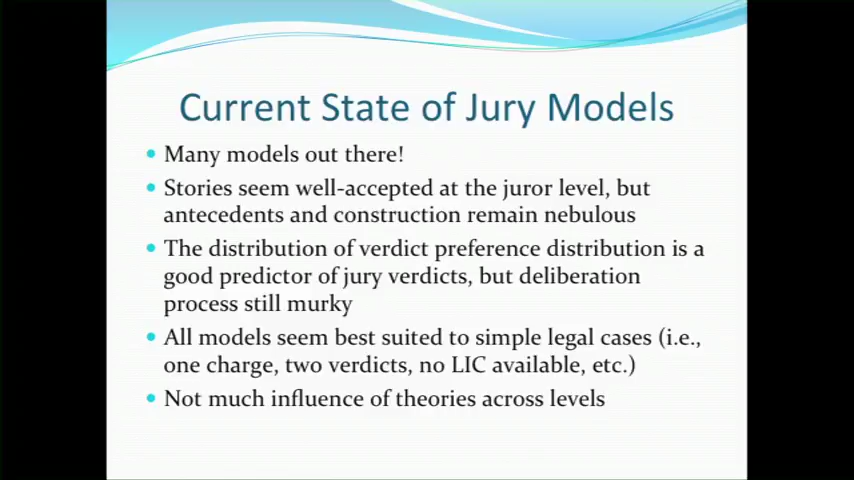 Current State of Jury Models
• Many models out there!
• Stories seem well-accepted at the juror level, but
antecedents and construction remain nebulous
• The distribution of verdict preference distribution is a
good predictor of jury verdicts, but deliberation
process still murky
• All models seem best suited to simple legal cases (i.e.,
one charge, two verdicts, no LIC available, etc.)
• Not much influence of theories across levels